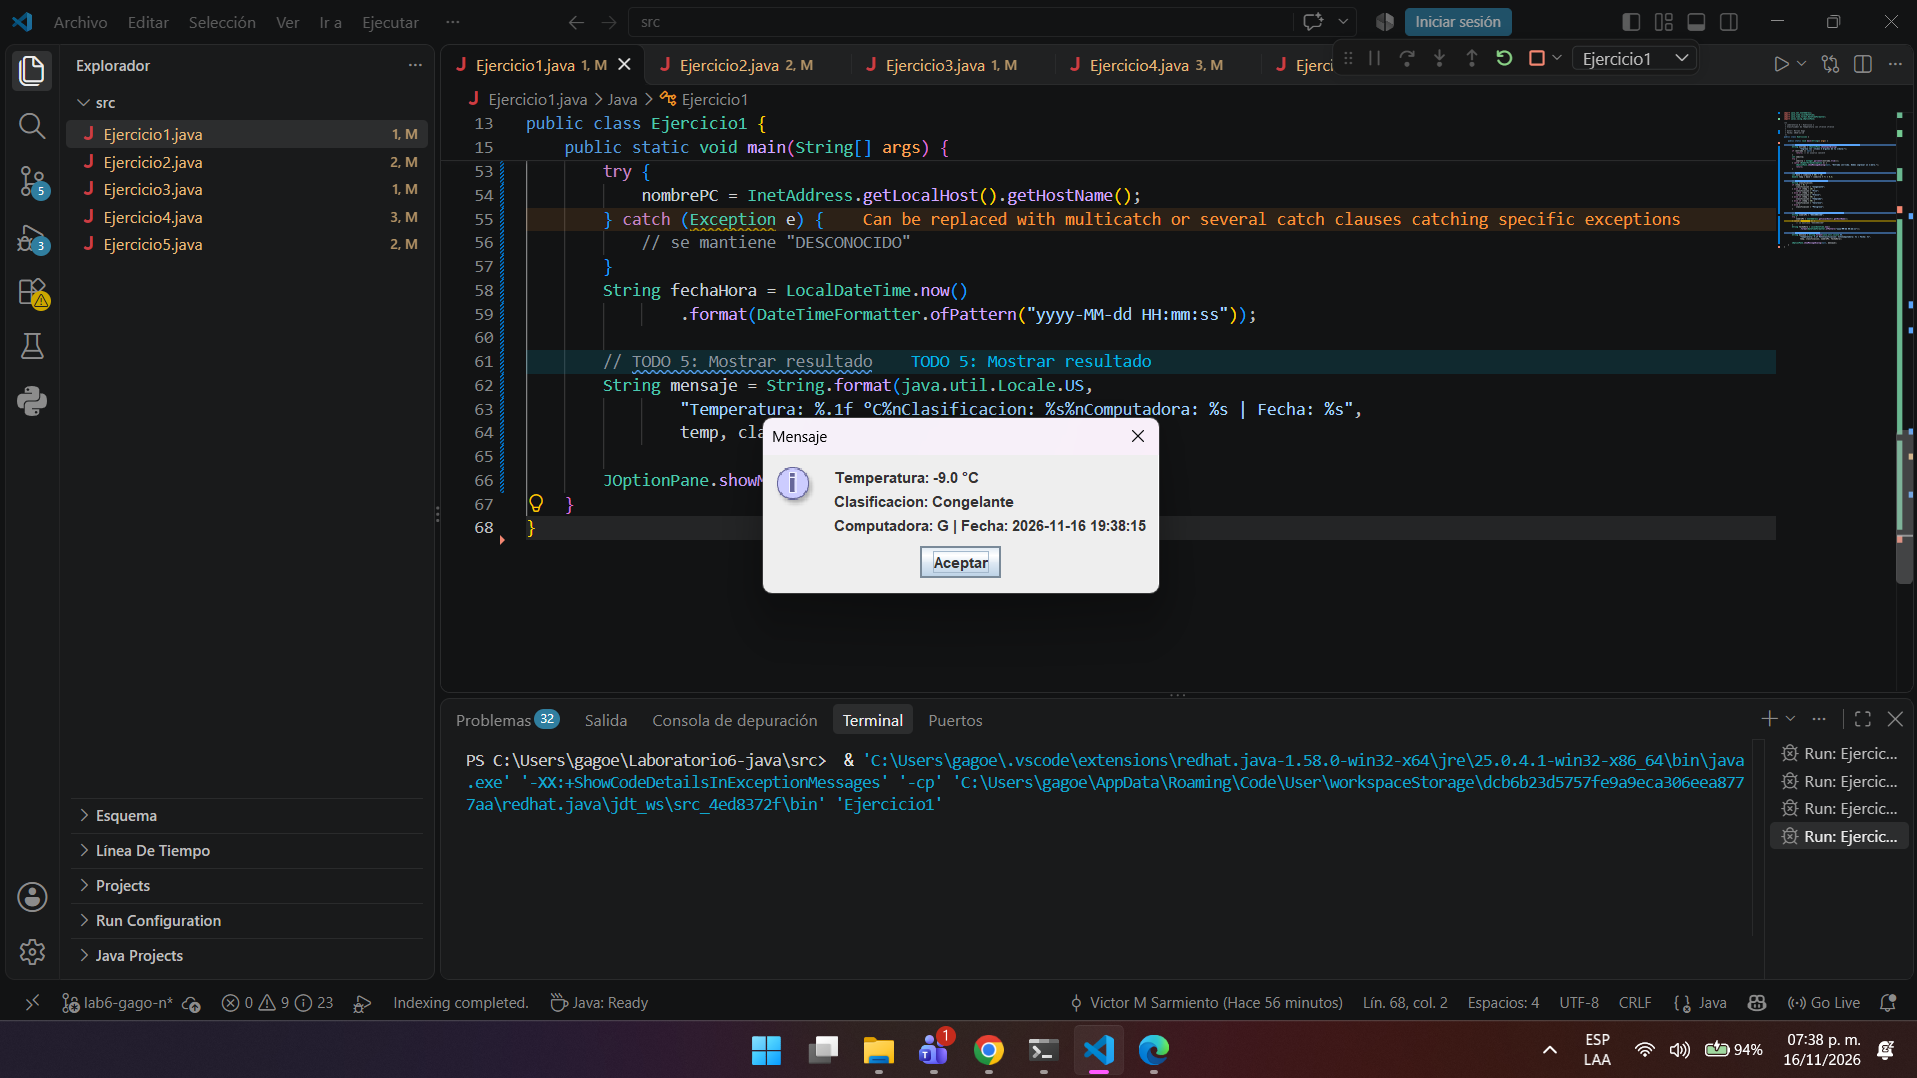 Archivo Editar Selección Ver Ir a Ejecutar ···
src
Iniciar sesión
Explorador
src
Ejercicio1.java 1, M
Ejercicio2.java 2, M
Ejercicio3.java 1, M
Ejercicio4.java 3, M
Ejercicio5.java 2, M
5
3
Esquema
Línea De Tiempo
Projects
Run Configuration
Java Projects
Ejercicio1.java 1, M
Ejercicio2.java 2, M
Ejercicio3.java 1, M
Ejercicio4.java 3, M
Ejerci
Ejercicio1
Ejercicio1.java > Java > Ejercicio1
13 public class Ejercicio1 {
15 public static void main(String[] args) {
53 try {
54 nombrePC = InetAddress.getLocalHost().getHostName();
55 } catch (Exception e) { Can be replaced with multicatch or several catch clauses catching specific exceptions
56 // se mantiene "DESCONOCIDO"
57 }
58 String fechaHora = LocalDateTime.now()
59 .format(DateTimeFormatter.ofPattern("yyyy-MM-dd HH:mm:ss"));
60
61 // TODO 5: Mostrar resultado TODO 5: Mostrar resultado
62 String mensaje = String.format(java.util.Locale.US,
63 "Temperatura: %.1f ºC%nClasificacion: %s%nComputadora: %s | Fecha: %s",
64 temp, cla
65
66 JOptionPane.showM
67 }
68 }
Mensaje
Temperatura: -9.0 °C
Clasificacion: Congelante
Computadora: G | Fecha: 2026-11-16 19:38:15
Aceptar
Problemas 32 Salida Consola de depuración Terminal Puertos
PS C:\Users\gagoe\Laboratorio6-java\src> & 'C:\Users\gagoe\.vscode\extensions\redhat.java-1.58.0-win32-x64\jre\25.0.4.1-win32-x86_64\bin\java
.exe' '-XX:+ShowCodeDetailsInExceptionMessages' '-cp' 'C:\Users\gagoe\AppData\Roaming\Code\User\workspaceStorage\dcb6b23d5757fe9a9eca306eea877
7aa\redhat.java\jdt_ws\src_4ed8372f\bin' 'Ejercicio1'
Run: Ejercic...
Run: Ejercic...
Run: Ejercic...
Run: Ejercic...
lab6-gago-n* 0 9 23 Indexing completed. Java: Ready
Victor M Sarmiento (Hace 56 minutos) Lín. 68, col. 2 Espacios: 4 UTF-8 CRLF Java Go Live
1
ESP
LAA
94%
07:38 p. m.
16/11/2026